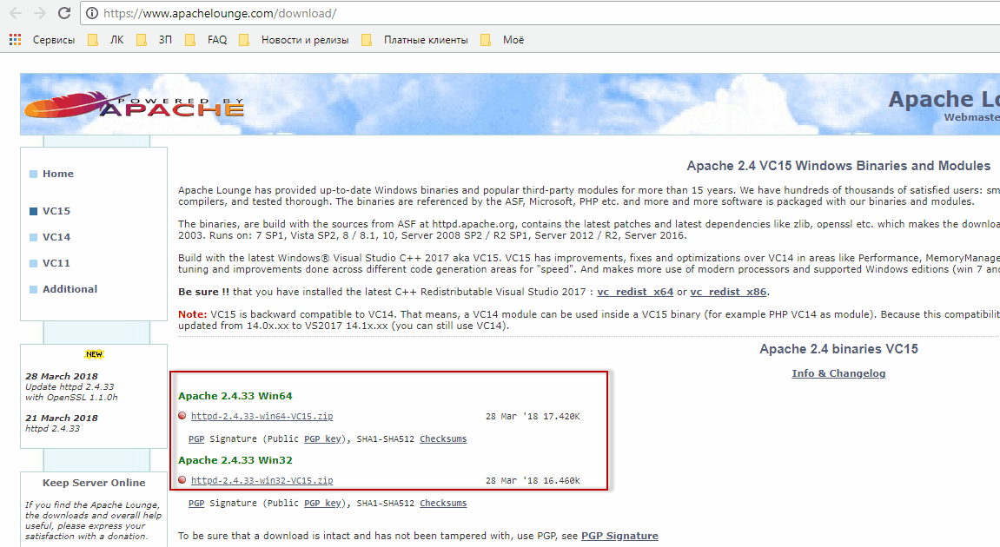 https://www.apachelounge.com/download/
Сервисы ЛК ЗП FAQ Новости и релизы Платные клиенты Моё
POWERED BY
APACHE
Apache Lo
Webmaste
Home
VC15
VC14
VC11
Additional
NEW
28 March 2018
Update httpd 2.4.33
with OpenSSL 1.1.0h
21 March 2018
httpd 2.4.33
Keep Server Online
If you find the Apache Lounge,
the downloads and overall help
useful, please express your
satisfaction with a donation.
Apache 2.4 VC15 Windows Binaries and Modules
Apache Lounge has provided up-to-date Windows binaries and popular third-party modules for more than 15 years. We have hundreds of thousands of satisfied users: sm
compilers, and tested thorough. The binaries are referenced by the ASF, Microsoft, PHP etc. and more and more software is packaged with our binaries and modules.
The binaries, are build with the sources from ASF at httpd.apache.org, contains the latest patches and latest dependencies like zlib, openssl etc. which makes the downloa
2003. Runs on: 7 SP1, Vista SP2, 8 / 8.1, 10, Server 2008 SP2 / R2 SP1, Server 2012 / R2, Server 2016.
Build with the latest Windows® Visual Studio C++ 2017 aka VC15. VC15 has improvements, fixes and optimizations over VC14 in areas like Performance, MemoryManage
tuning and improvements done across different code generation areas for "speed". And makes more use of modern processors and supported Windows editions (win 7 and
Be sure !! that you have installed the latest C++ Redistributable Visual Studio 2017 : vc_redist_x64 or vc_redist_x86.
Note: VC15 is backward compatible to VC14. That means, a VC14 module can be used inside a VC15 binary (for example PHP VC14 as module). Because this compatibilit
updated from 14.0x.xx to VS2017 14.1x.xx (you can still use VC14).
Apache 2.4 binaries VC15
Info & Changelog
Apache 2.4.33 Win64
httpd-2.4.33-win64-VC15.zip 28 Mar '18 17.420K
PGP Signature (Public PGP key), SHA1-SHA512 Checksums
Apache 2.4.33 Win32
httpd-2.4.33-win32-VC15.zip 28 Mar '18 16.460k
PGP Signature (Public PGP key), SHA1-SHA512 Checksums
To be sure that a download is intact and has not been tampered with, use PGP, see PGP Signature